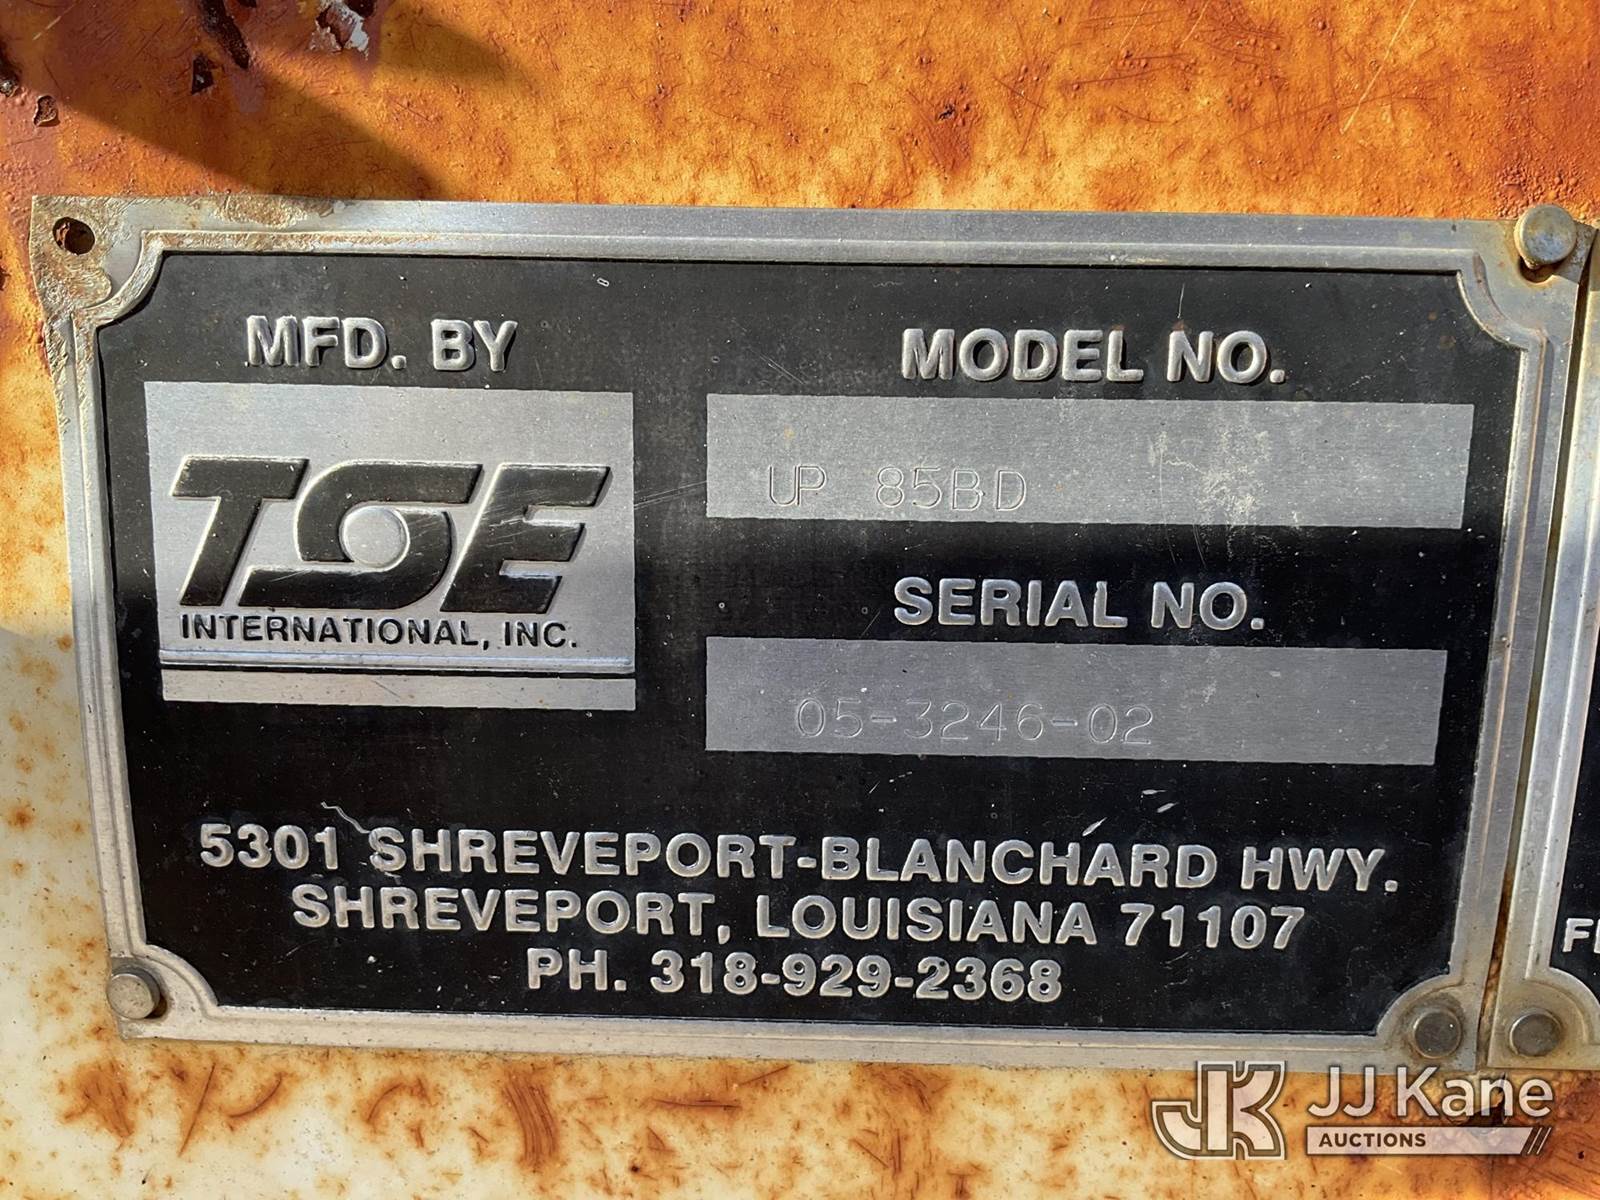 MFD. BY
TSE
INTERNATIONAL, INC.
MODEL NO.
UP 85BD
SERIAL NO.
05-3246-02
5301 SHREVEPORT-BLANCHARD HWY.
SHREVEPORT, LOUISIANA 71107
PH. 318-929-2368
JK JJ Kane
AUCTIONS